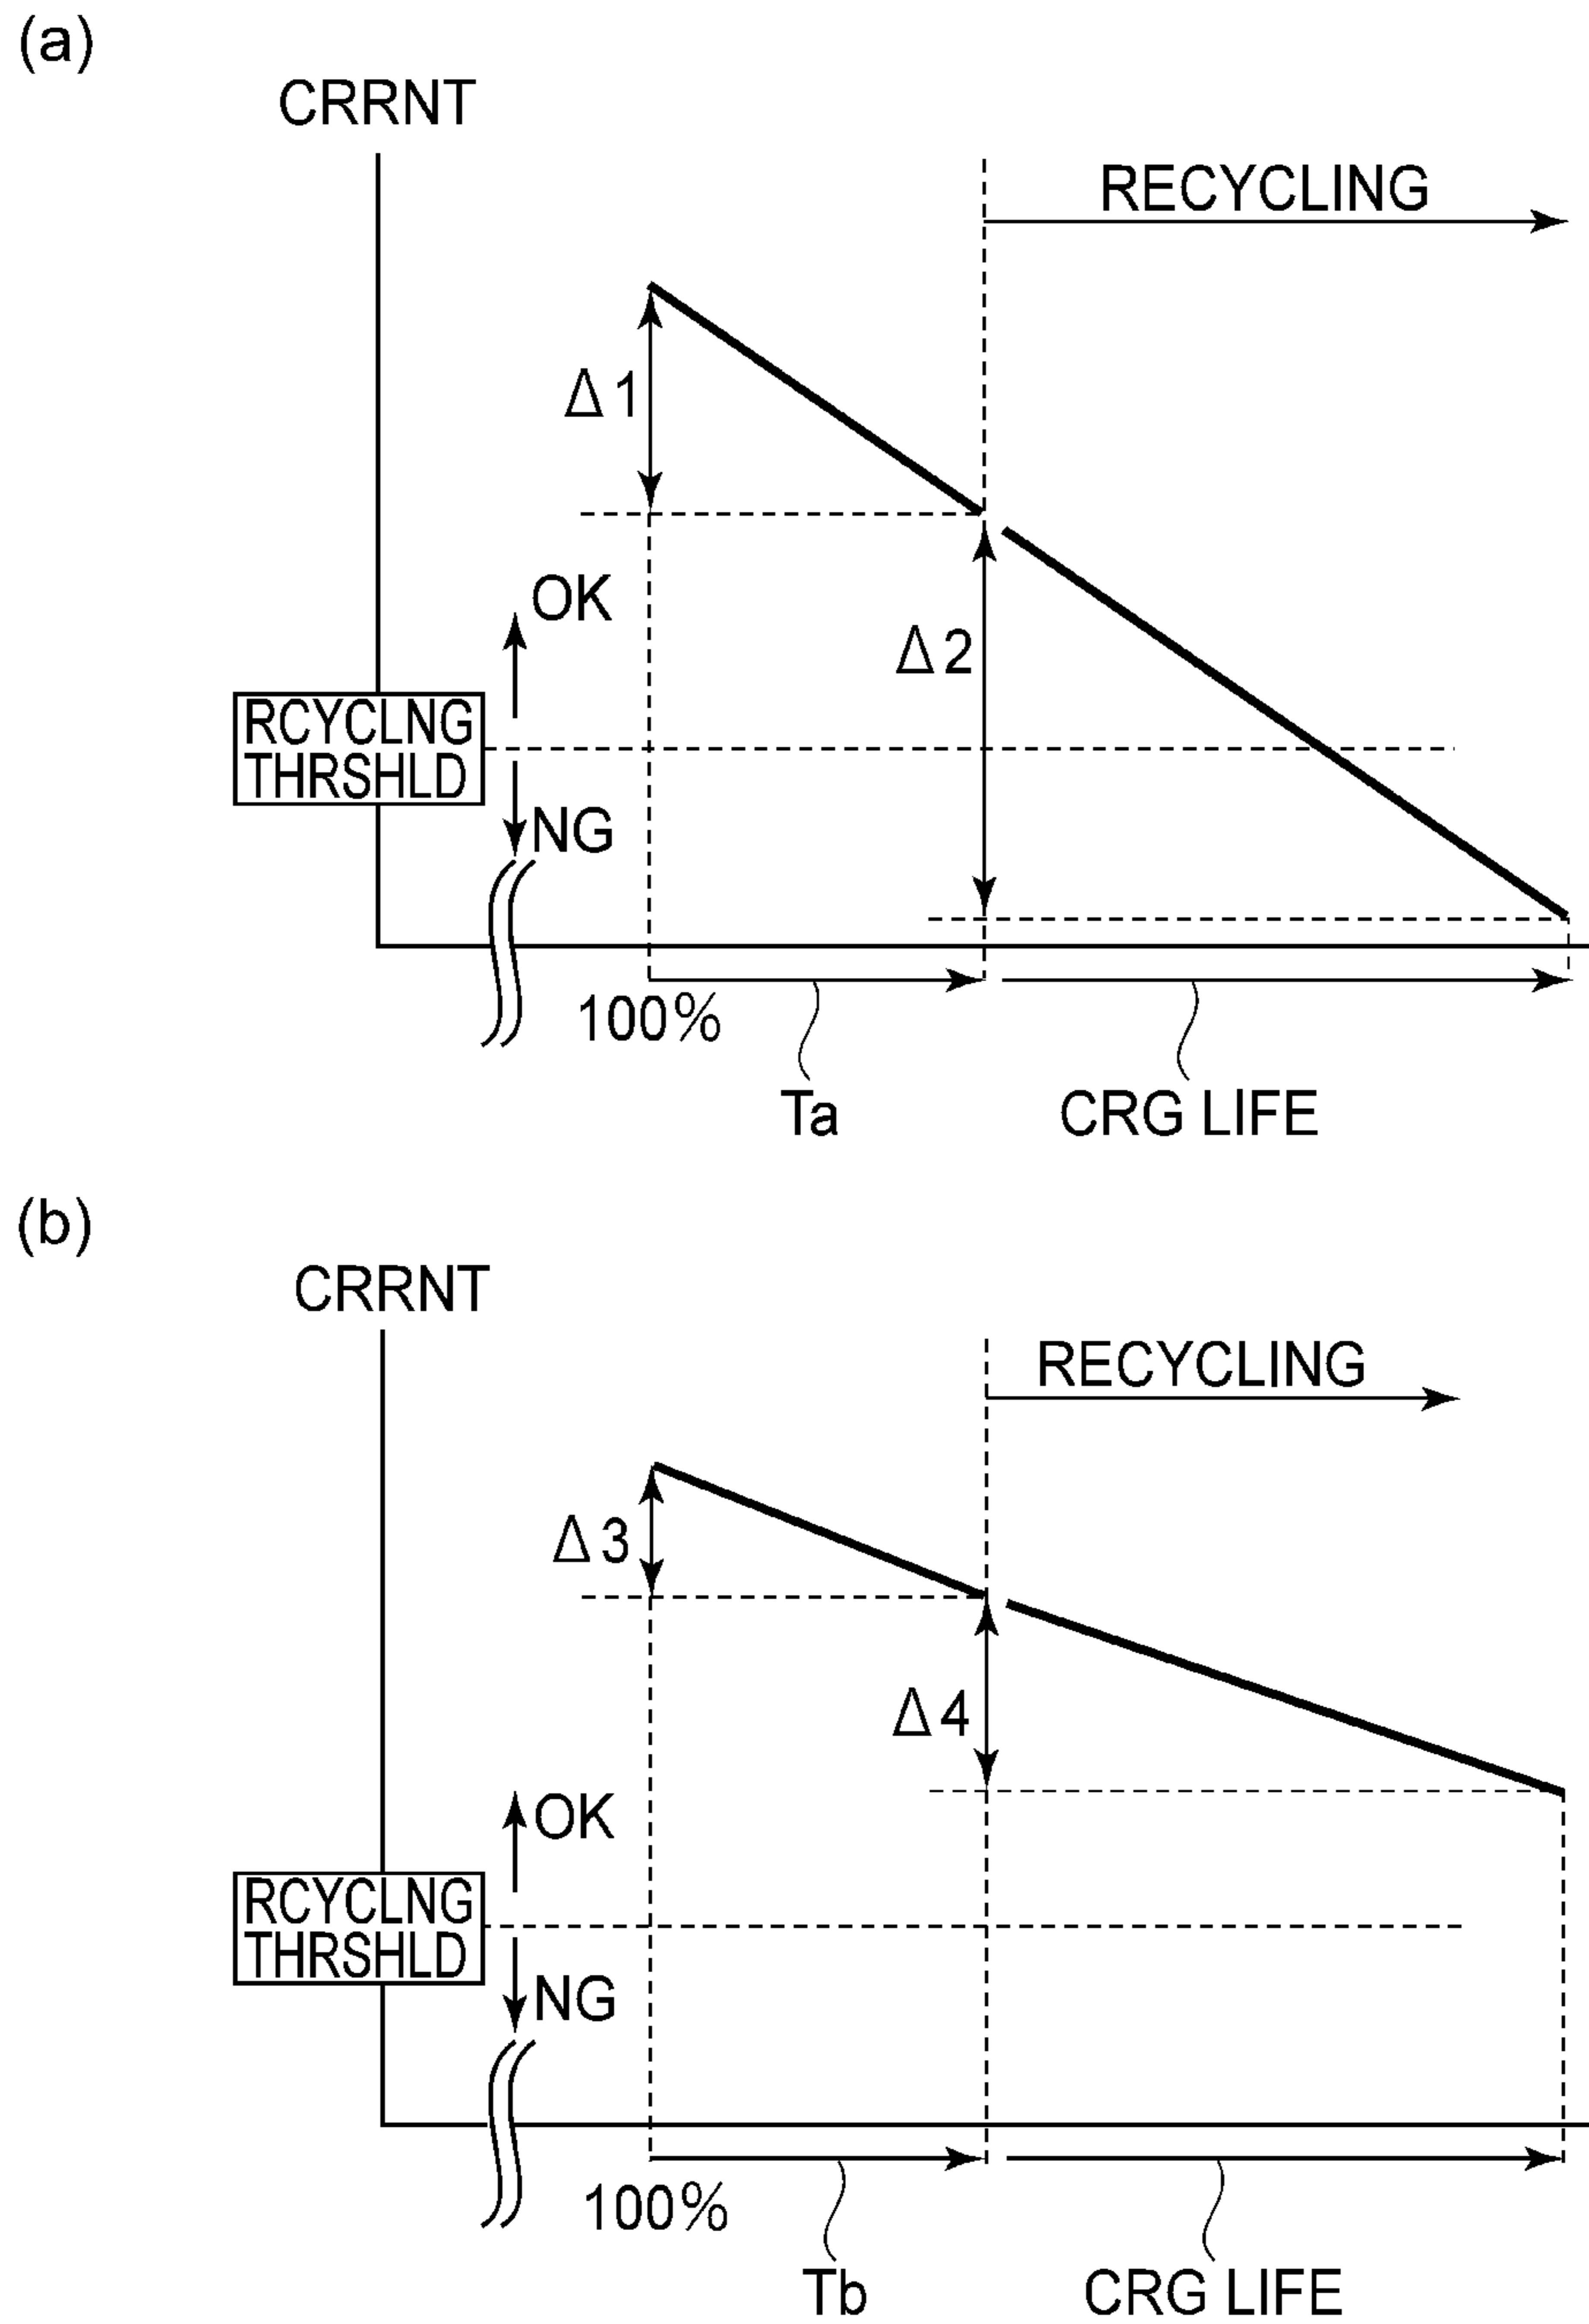 (a)
CRRNT
RECYCLING
Δ1
OK
Δ2
RCYCLNG
THRSHLD
NG
100%
Ta
CRG LIFE
(b)
CRRNT
RECYCLING
Δ3
Δ4
OK
RCYCLNG
THRSHLD
NG
100%
Tb
CRG LIFE